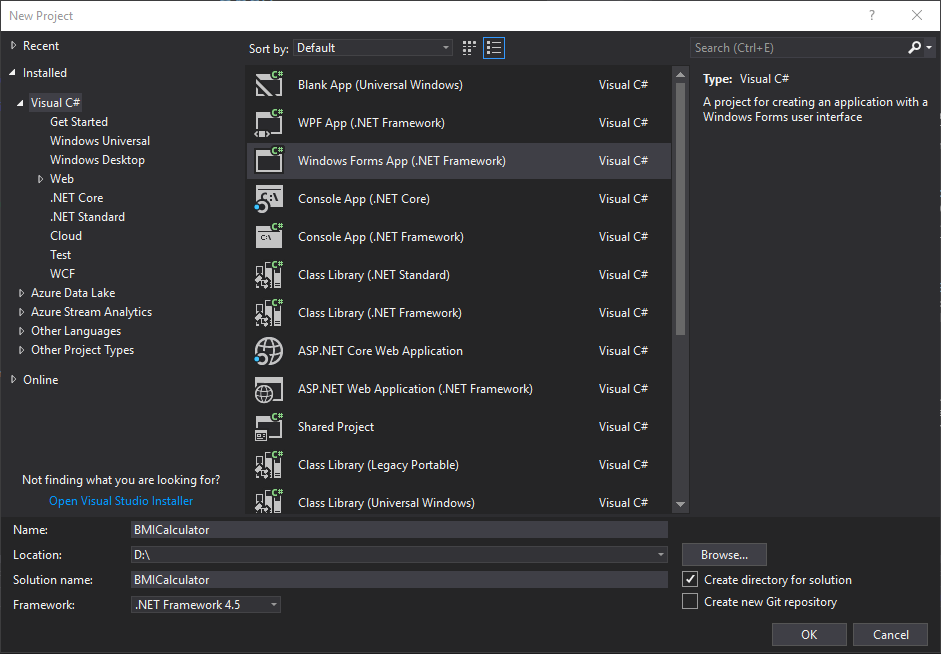 New Project
?
Recent
Installed
Visual C#
Get Started
Windows Universal
Windows Desktop
Web
.NET Core
.NET Standard
Cloud
Test
WCF
Azure Data Lake
Azure Stream Analytics
Other Languages
Other Project Types
Online
Not finding what you are looking for?
Open Visual Studio Installer
Sort by: Default
Blank App (Universal Windows) Visual C#
WPF App (.NET Framework) Visual C#
Windows Forms App (.NET Framework) Visual C#
Console App (.NET Core) Visual C#
Console App (.NET Framework) Visual C#
Class Library (.NET Standard) Visual C#
Class Library (.NET Framework) Visual C#
ASP.NET Core Web Application Visual C#
ASP.NET Web Application (.NET Framework) Visual C#
Shared Project Visual C#
Class Library (Legacy Portable) Visual C#
Class Library (Universal Windows) Visual C#
Search (Ctrl+E)
Type: Visual C#
A project for creating an application with a
Windows Forms user interface
Name: BMICalculator
Location: D:\
Browse...
Solution name: BMICalculator
Create directory for solution
Framework: .NET Framework 4.5
Create new Git repository
OK Cancel